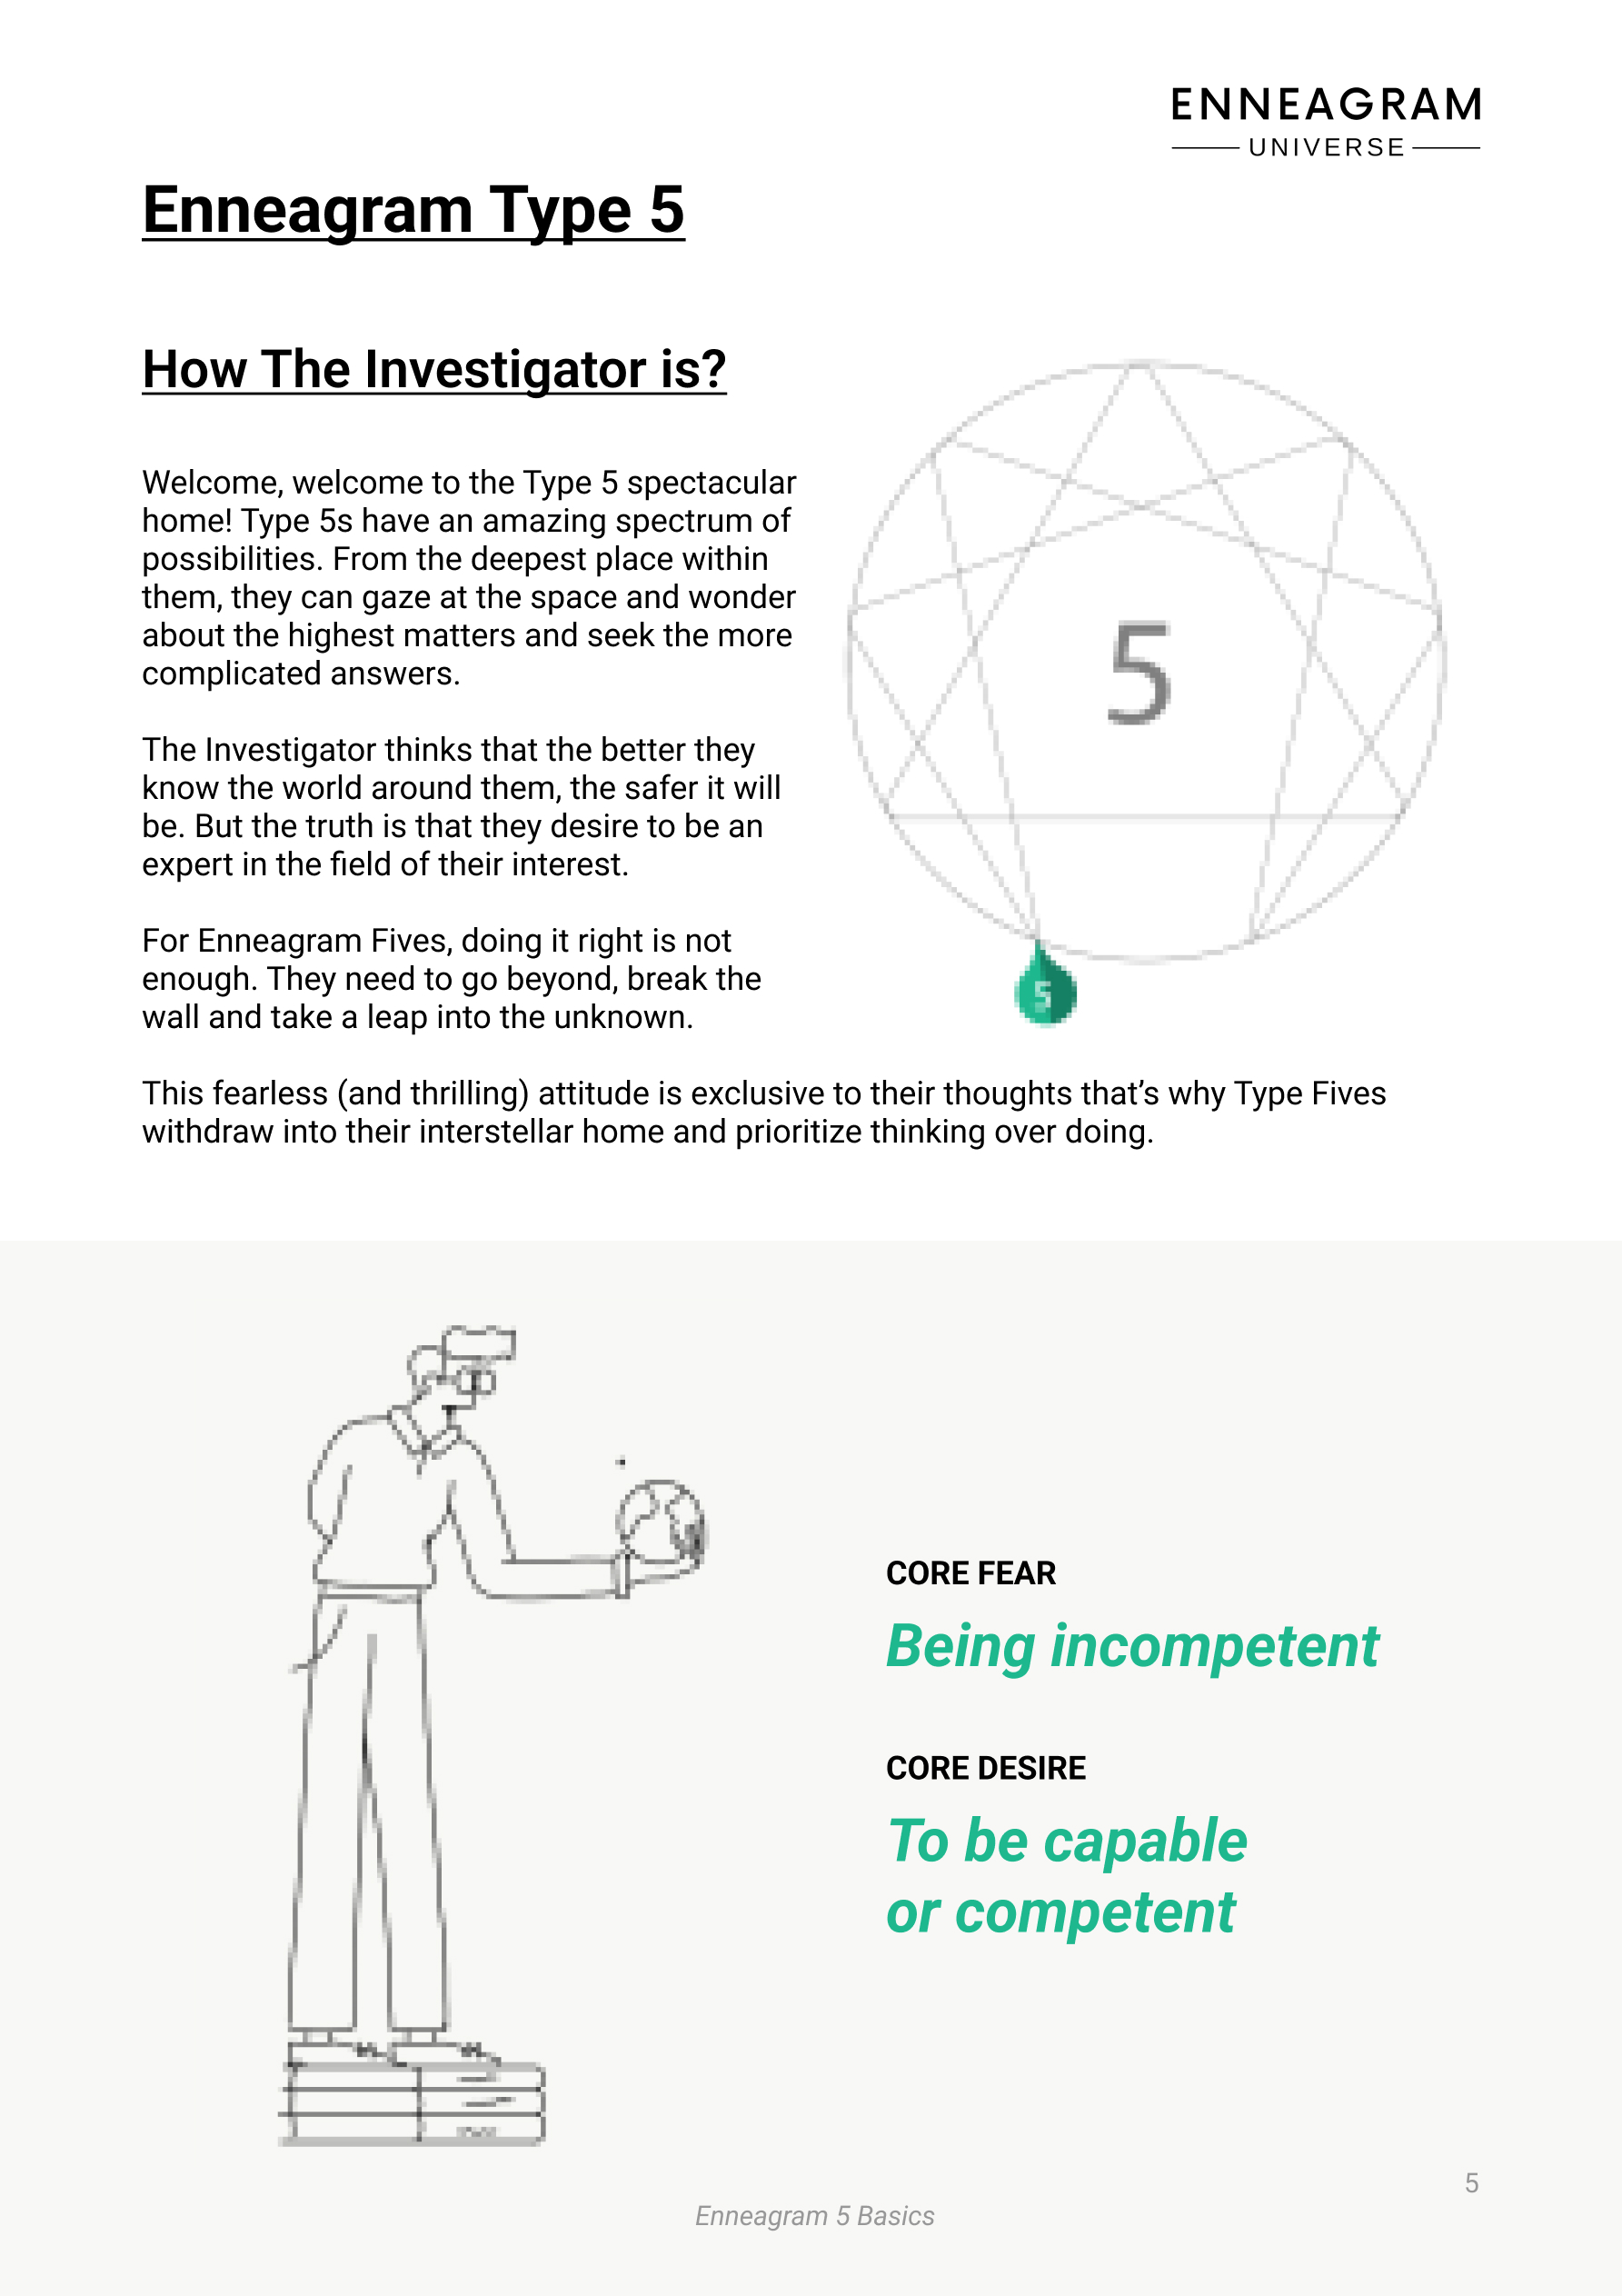 ENNEAGRAM
UNIVERSE
Enneagram Type 5
How The Investigator is?
Welcome, welcome to the Type 5 spectacular
home! Type 5s have an amazing spectrum of
possibilities. From the deepest place within
them, they can gaze at the space and wonder
about the highest matters and seek the more
complicated answers.
The Investigator thinks that the better they
know the world around them, the safer it will
be. But the truth is that they desire to be an
expert in the field of their interest.
For Enneagram Fives, doing it right is not
enough. They need to go beyond, break the
wall and take a leap into the unknown.
5
5
This fearless (and thrilling) attitude is exclusive to their thoughts that’s why Type Fives
withdraw into their interstellar home and prioritize thinking over doing.
CORE FEAR
Being incompetent
CORE DESIRE
To be capable
or competent
5
Enneagram 5 Basics